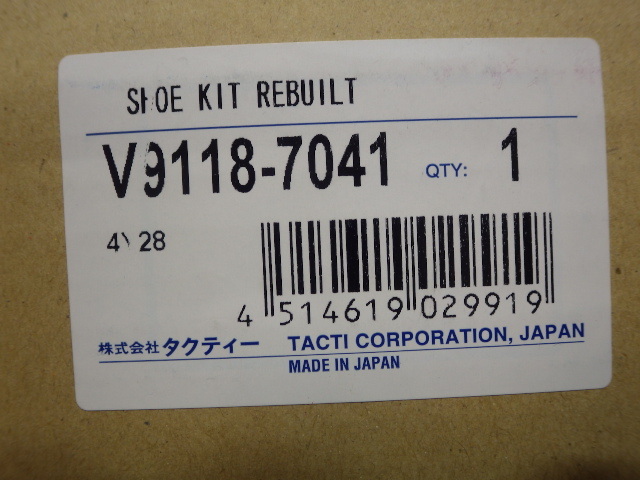 SHOE KIT REBUILT
V9118-7041 QTY: 1
28
4 514619 029919
株式会社 タクティー TACTI CORPORATION, JAPAN
MADE IN JAPAN